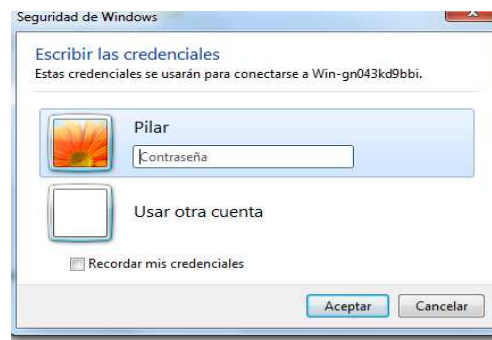 Seguridad de Windows
Escribir las credenciales
Estas credenciales se usarán para conectarse a Win-gn043kd9bbi.
Pilar
Contraseña
Usar otra cuenta
Recordar mis credenciales
Aceptar
Cancelar